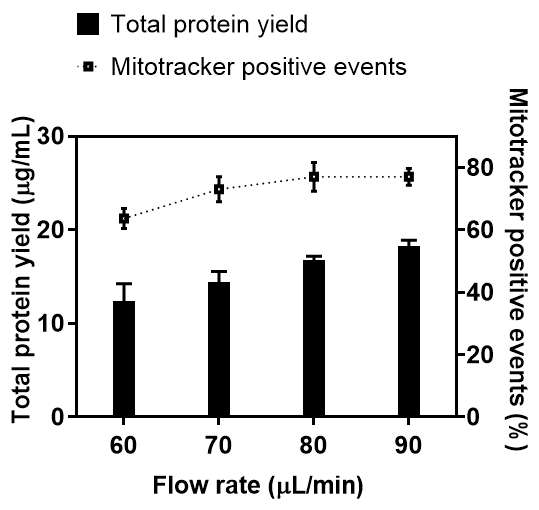 Total protein yield
Mitotracker positive events
Total protein yield (μg/mL)
30
20
10
0
Mitotracker positive events (%)
80
60
40
20
0
60 70 80 90
Flow rate (μL/min)